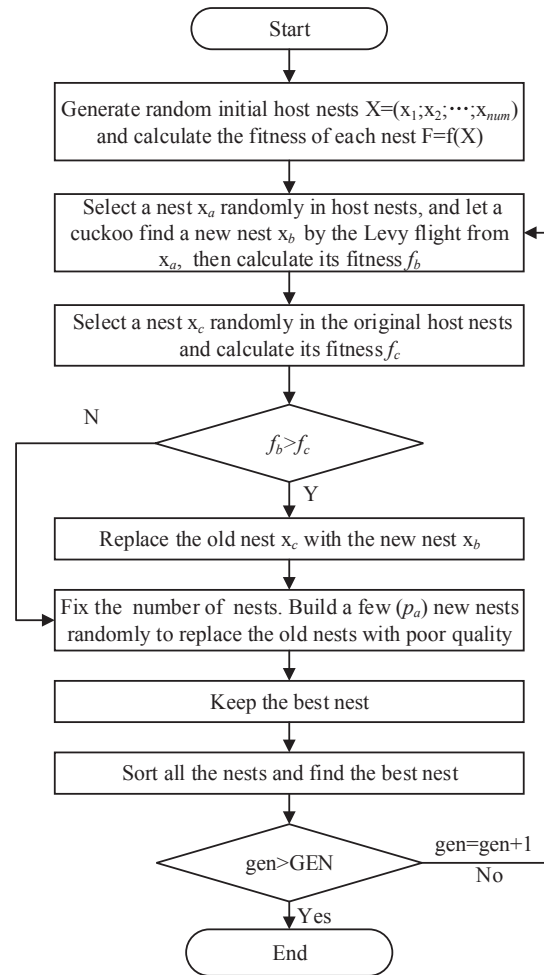 Start
Generate random initial host nests X=(x1;x2;···;xnum)
and calculate the fitness of each nest F=f(X)
Select a nest xa randomly in host nests, and let a
cuckoo find a new nest xb by the Levy flight from
xa, then calculate its fitness fb
Select a nest xc randomly in the original host nests
and calculate its fitness fc
N
fb>fc
Y
Replace the old nest xc with the new nest xb
Fix the number of nests. Build a few (pa) new nests
randomly to replace the old nests with poor quality
Keep the best nest
Sort all the nests and find the best nest
gen>GEN
gen=gen+1
No
Yes
End